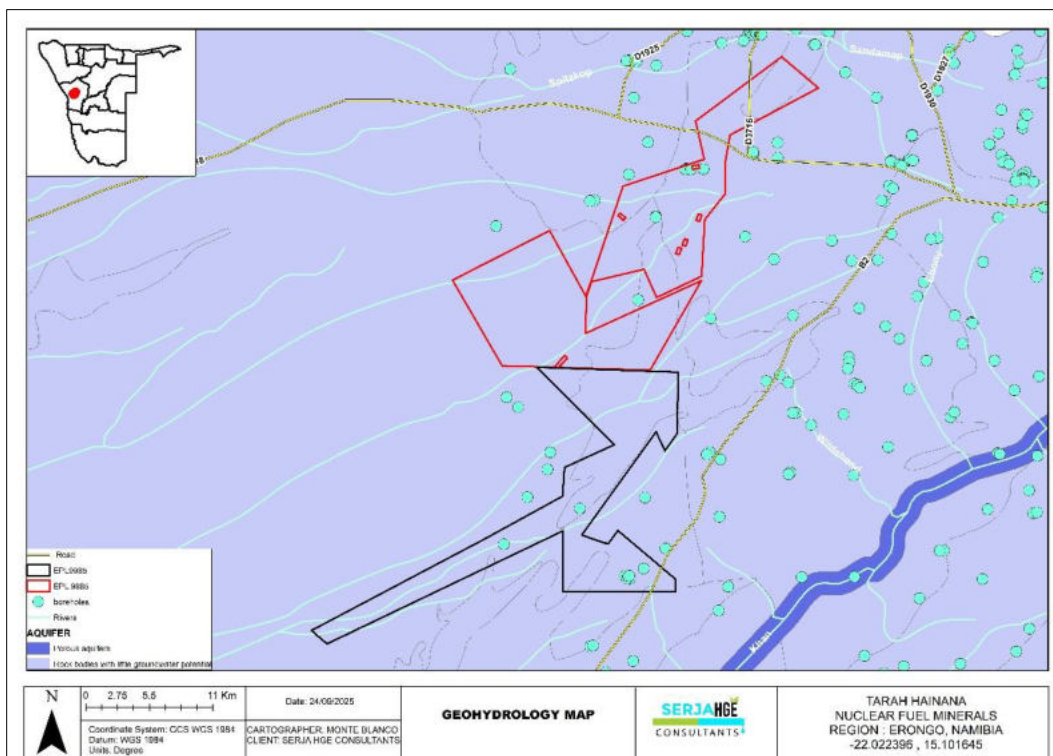 D1925
Spitzkop
Sandamap
D1927
D1930
D3716
B2
Khan
Road
EPL9985
EPL 9885
boreholes
Rivers
AQUIFER
Porous aquifers
Rock bodies with little groundwater potential
N
0 2.75 5.5 11 Km
Coordinate System: GCS WGS 1984
Datum: WGS 1984
Units: Degree
Date: 24/09/2025
CARTOGRAPHER: MONTE BLANCO
CLIENT: SERJA HGE CONSULTANTS
GEOHYDROLOGY MAP
SERJA HGE
CONSULTANTS
TARAH HAINANA
NUCLEAR FUEL MINERALS
REGION : ERONGO, NAMIBIA
-22.022396 , 15.101645